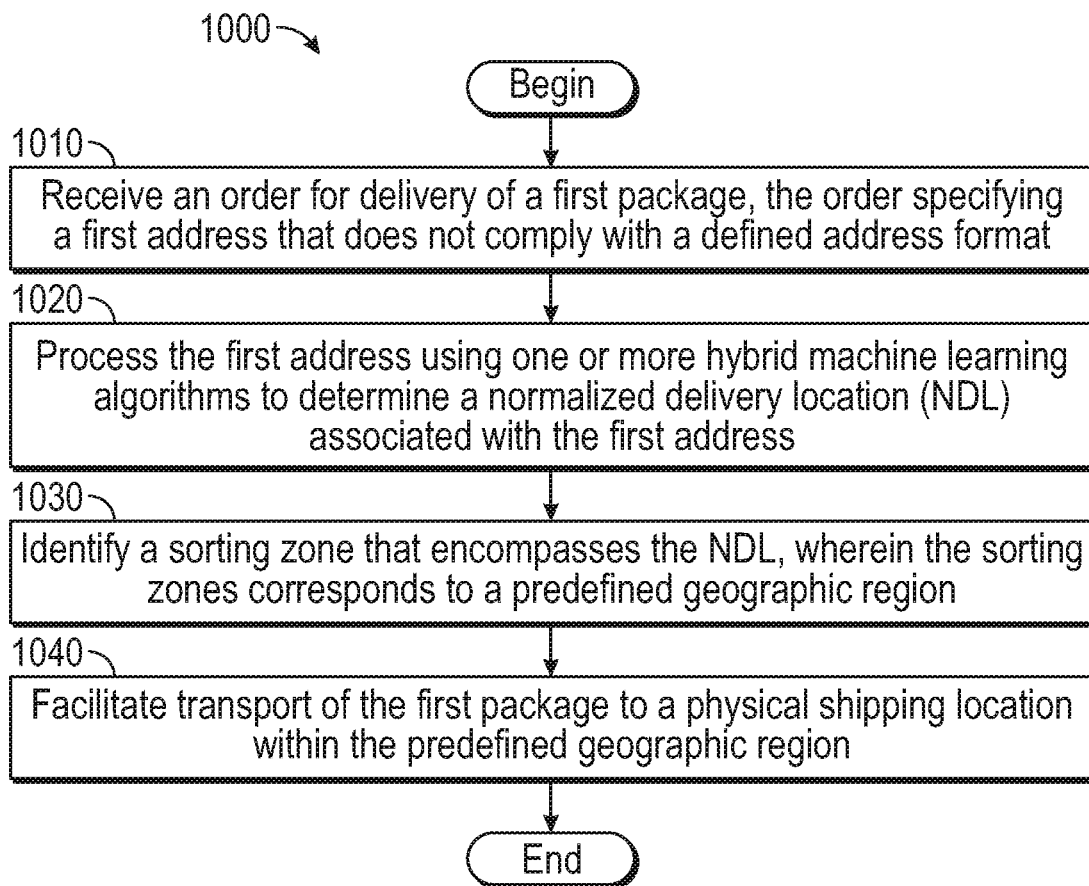 1000
Begin
1010
Receive an order for delivery of a first package, the order specifying
a first address that does not comply with a defined address format
1020
Process the first address using one or more hybrid machine learning
algorithms to determine a normalized delivery location (NDL)
associated with the first address
1030
Identify a sorting zone that encompasses the NDL, wherein the sorting
zones corresponds to a predefined geographic region
1040
Facilitate transport of the first package to a physical shipping location
within the predefined geographic region
End